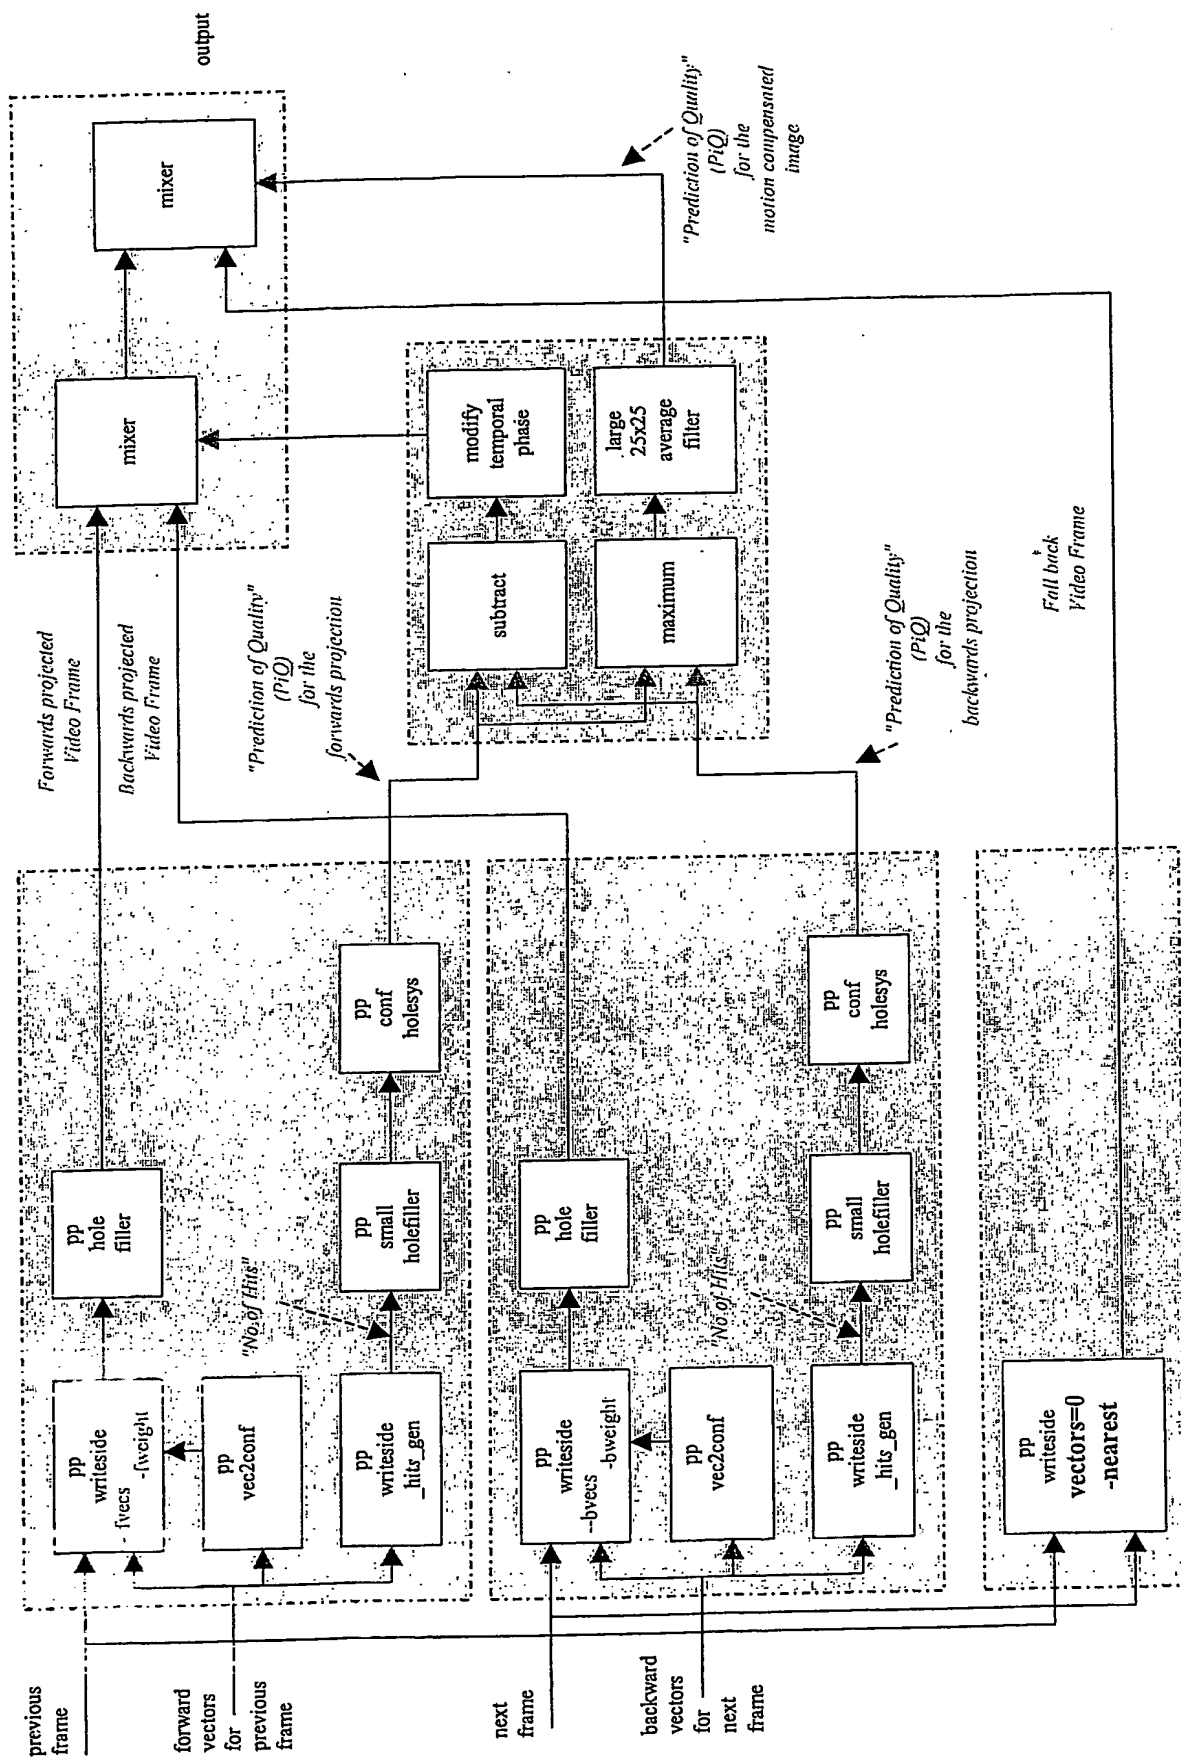 previous
frame
forward
vectors
for
previous
frame
next
frame
backward
vectors
for
next
frame
pp
writeside
-fvecs
-fweight
pp
vec2conf
pp
writeside
_hits_gen
pp
hole
filler
"No.of Hits"
pp
small
holefiller
pp
conf
holesys
pp
writeside
--bvecs
-bweight
pp
vec2conf
pp
writeside
_hits_gen
pp
hole
filler
"No.of Hits"
pp
small
holefiller
pp
conf
holesys
pp
writeside
vectors=0
-nearest
Forwards projected
Video Frame
Backwards projected
Video Frame
"Prediction of Quality"
(PiQ)
for the
forwards projection
subtract
modify
temporal
phase
maximum
large
25x25
average
filter
"Prediction of Quality"
(PiQ)
for the
backwards projection
Fall back
Video Frame
mixer
mixer
output
"Prediction of Quality"
(PiQ)
for the
motion compensated
image